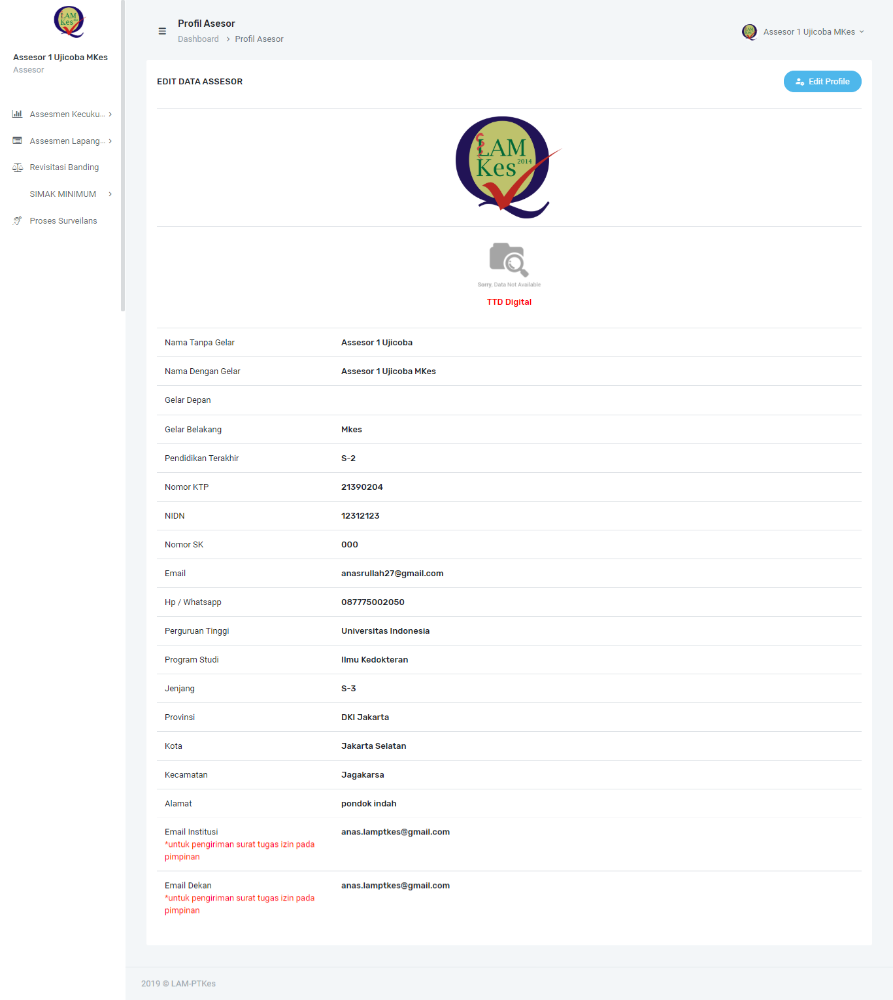 LAM
Kes
Assesor 1 Ujicoba MKes
Assesor
Assesmen Kecuku...
Assesmen Lapang...
Revisitasi Banding
SIMAK MINIMUM
Proses Surveilans
Profil Asesor
Dashboard > Profil Asesor
Assesor 1 Ujicoba MKes
EDIT DATA ASSESOR
Edit Profile
LAM
Kes 2014
Sorry, Data Not Available
TTD Digital
Nama Tanpa Gelar Assesor 1 Ujicoba
Nama Dengan Gelar Assesor 1 Ujicoba MKes
Gelar Depan
Gelar Belakang Mkes
Pendidikan Terakhir S-2
Nomor KTP 21390204
NIDN 12312123
Nomor SK 000
Email anasrullah27@gmail.com
Hp / Whatsapp 087775002050
Perguruan Tinggi Universitas Indonesia
Program Studi Ilmu Kedokteran
Jenjang S-3
Provinsi DKI Jakarta
Kota Jakarta Selatan
Kecamatan Jagakarsa
Alamat pondok indah
Email Institusi anas.lamptkes@gmail.com
*untuk pengiriman surat tugas izin pada
pimpinan
Email Dekan anas.lamptkes@gmail.com
*untuk pengiriman surat tugas izin pada
pimpinan
2019 © LAM-PTKes